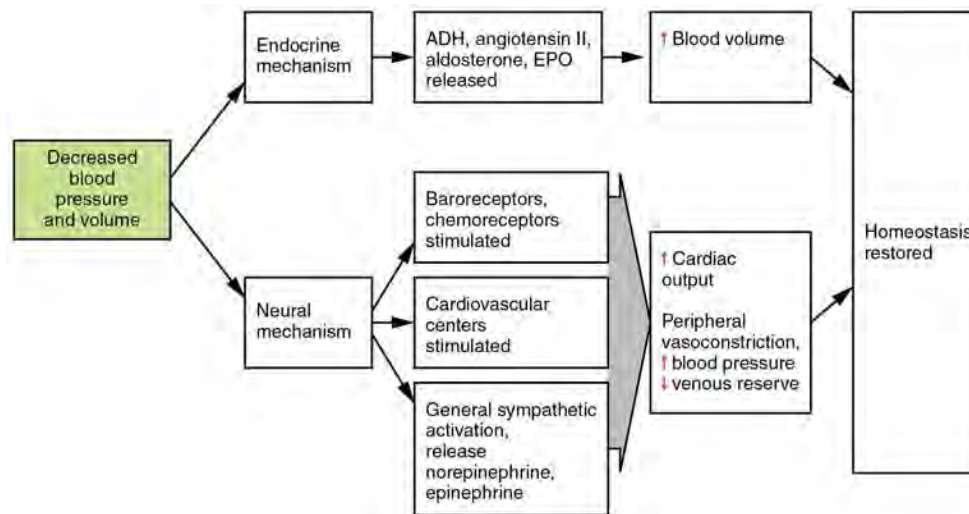 Decreased
blood
pressure
and volume
Endocrine
mechanism
ADH, angiotensin II,
aldosterone, EPO
released
↑ Blood volume
Neural
mechanism
Baroreceptors,
chemoreceptors
stimulated
Cardiovascular
centers
stimulated
General sympathetic
activation,
release
norepinephrine,
epinephrine
↑ Cardiac
output
Peripheral
vasoconstriction,
↑ blood pressure
↓ venous reserve
Homeostasis
restored